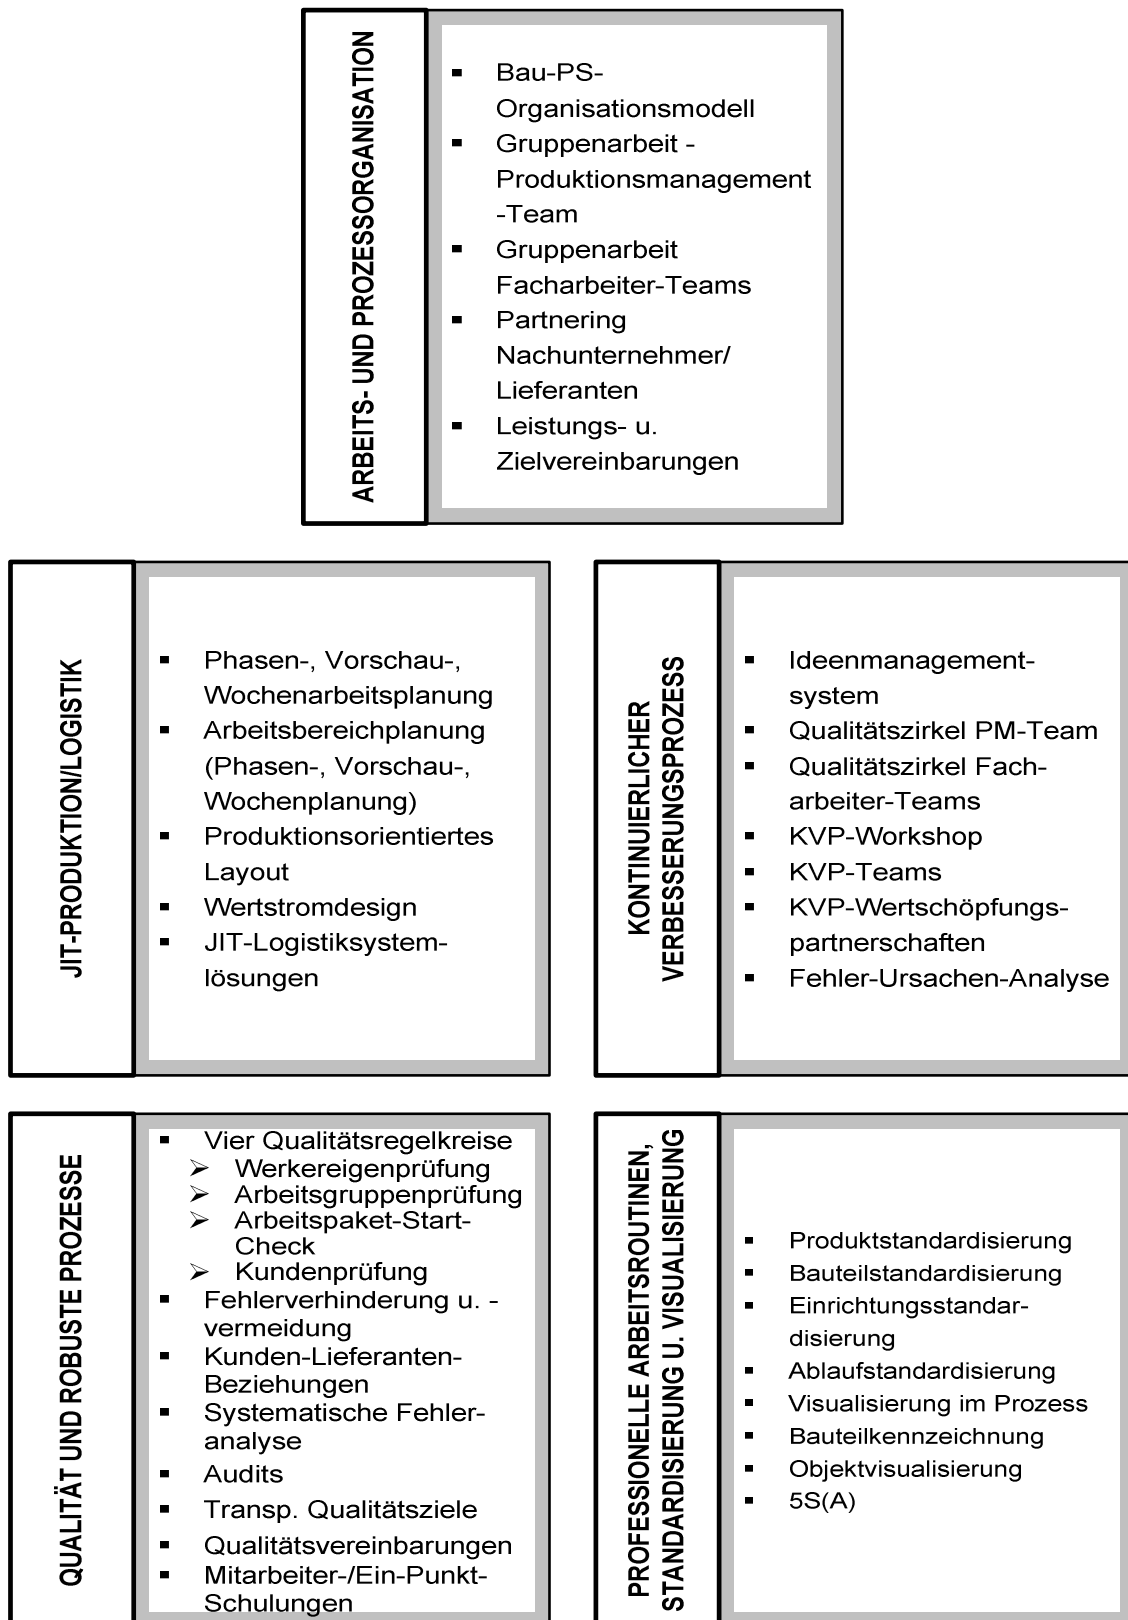 ARBEITS- UND PROZESSORGANISATION
▪ Bau-PS-
Organisationsmodell
▪ Gruppenarbeit -
Produktionsmanagement
-Team
▪ Gruppenarbeit
Facharbeiter-Teams
▪ Partnering
Nachunternehmer/
Lieferanten
▪ Leistungs- u.
Zielvereinbarungen
JIT-PRODUKTION/LOGISTIK
▪ Phasen-, Vorschau-,
Wochenarbeitsplanung
▪ Arbeitsbereichplanung
(Phasen-, Vorschau-,
Wochenplanung)
▪ Produktionsorientiertes
Layout
▪ Wertstromdesign
▪ JIT-Logistiksystem-
lösungen
KONTINUIERLICHER
VERBESSERUNGSPROZESS
▪ Ideenmanagement-
system
▪ Qualitätszirkel PM-Team
▪ Qualitätszirkel Fach-
arbeiter-Teams
▪ KVP-Workshop
▪ KVP-Teams
▪ KVP-Wertschöpfungs-
partnerschaften
▪ Fehler-Ursachen-Analyse
QUALITÄT UND ROBUSTE PROZESSE
▪ Vier Qualitätsregelkreise
➢ Werkereigenprüfung
➢ Arbeitsgruppenprüfung
➢ Arbeitspaket-Start-
Check
➢ Kundenprüfung
▪ Fehlerverhinderung u. -
vermeidung
▪ Kunden-Lieferanten-
Beziehungen
▪ Systematische Fehler-
analyse
▪ Audits
▪ Transp. Qualitätsziele
▪ Qualitätsvereinbarungen
▪ Mitarbeiter-/Ein-Punkt-
Schulungen
PROFESSIONELLE ARBEITSROUTINEN,
STANDARDISIERUNG U. VISUALISIERUNG
▪ Produktstandardisierung
▪ Bauteilstandardisierung
▪ Einrichtungsstandar-
disierung
▪ Ablaufstandardisierung
▪ Visualisierung im Prozess
▪ Bauteilkennzeichnung
▪ Objektvisualisierung
▪ 5S(A)